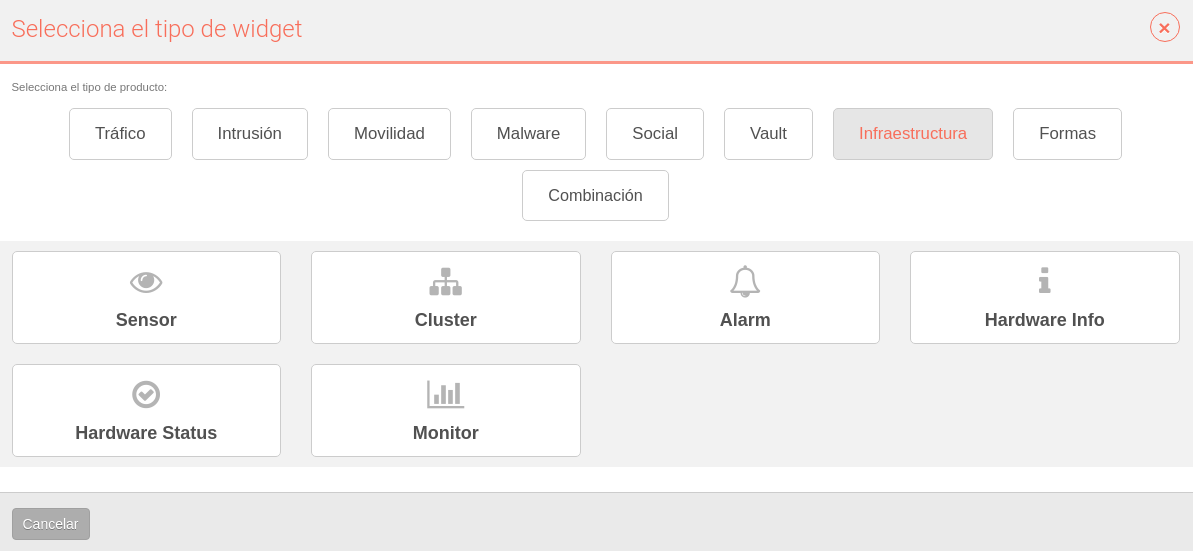 Selecciona el tipo de widget
Selecciona el tipo de producto:
Tráfico Intrusión Movilidad Malware Social Vault Infraestructura Formas
Combinación
Sensor Cluster Alarm Hardware Info
Hardware Status Monitor
Cancelar